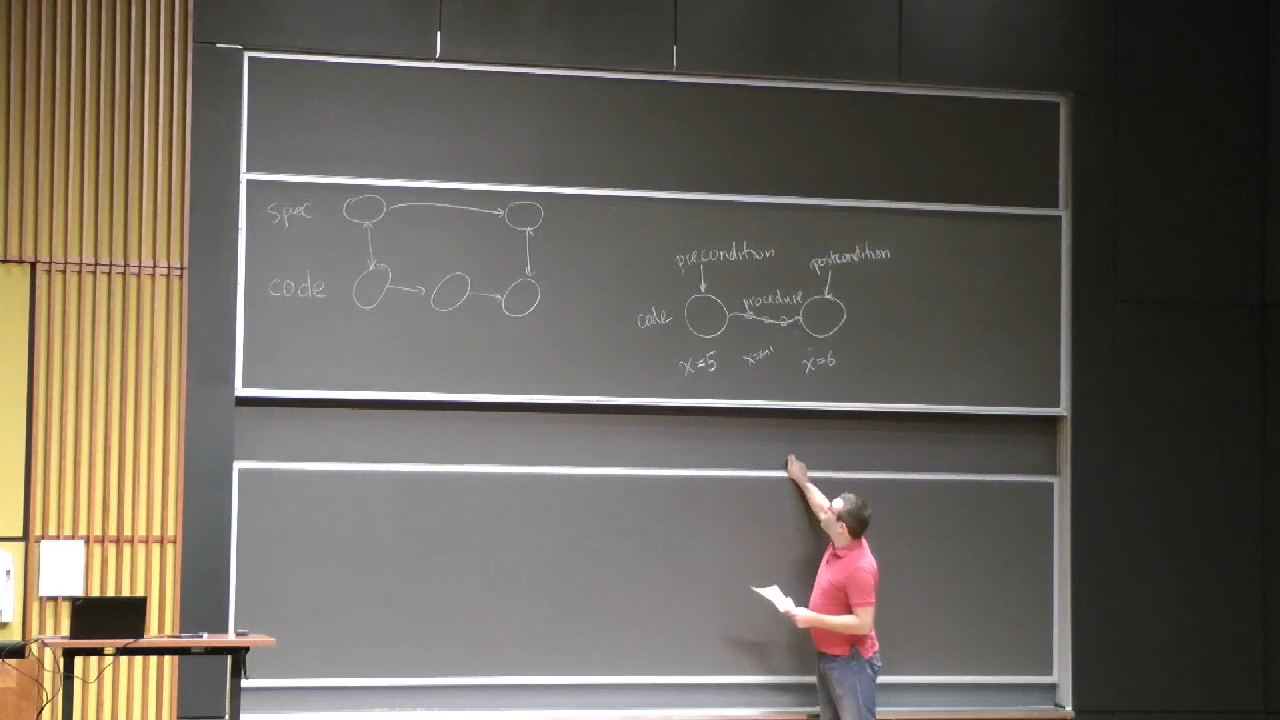 spec
code
precondition
postcondition
procedure
code
x=5
x=6